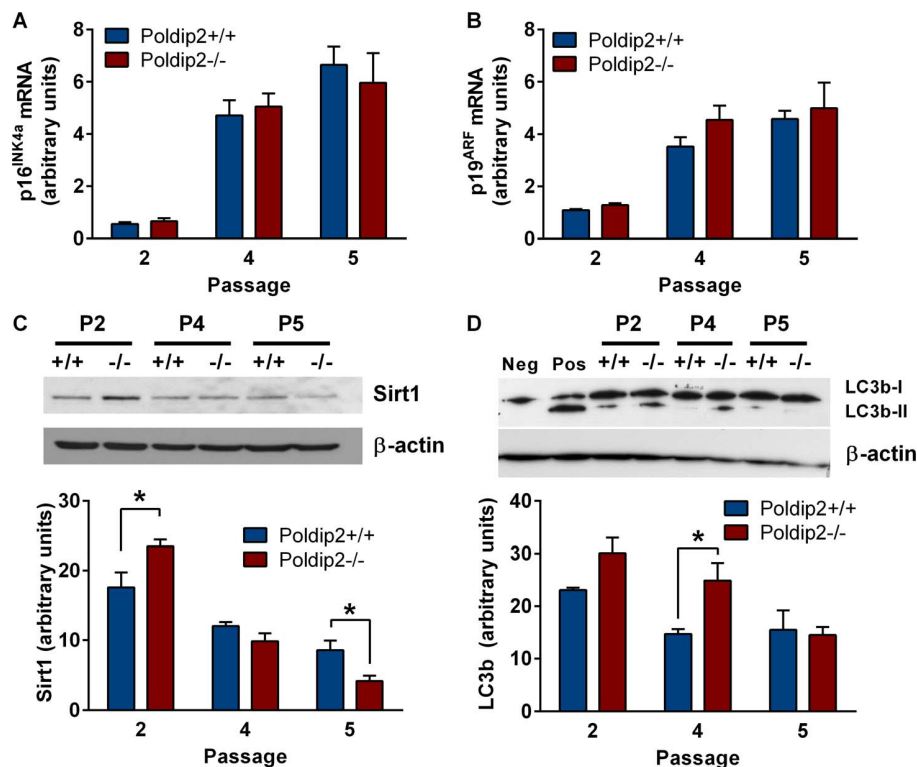 A
8
6
4
2
0
p16INK4a mRNA
(arbitrary units)
Poldip2+/+
Poldip2-/-
2 4 5
Passage
B
8
6
4
2
0
p19ARF mRNA
(arbitrary units)
Poldip2+/+
Poldip2-/-
2 4 5
Passage
C
P2 P4 P5
+/+ -/- +/+ -/- +/+ -/-
Sirt1
β-actin
30
20
10
0
Sirt1 (arbitrary units)
* *
Poldip2+/+
Poldip2-/-
2 4 5
Passage
D
P2 P4 P5
Neg Pos +/+ -/- +/+ -/- +/+ -/-
LC3b-I
LC3b-II
β-actin
40
30
20
10
0
LC3b (arbitrary units)
*
Poldip2+/+
Poldip2-/-
2 4 5
Passage